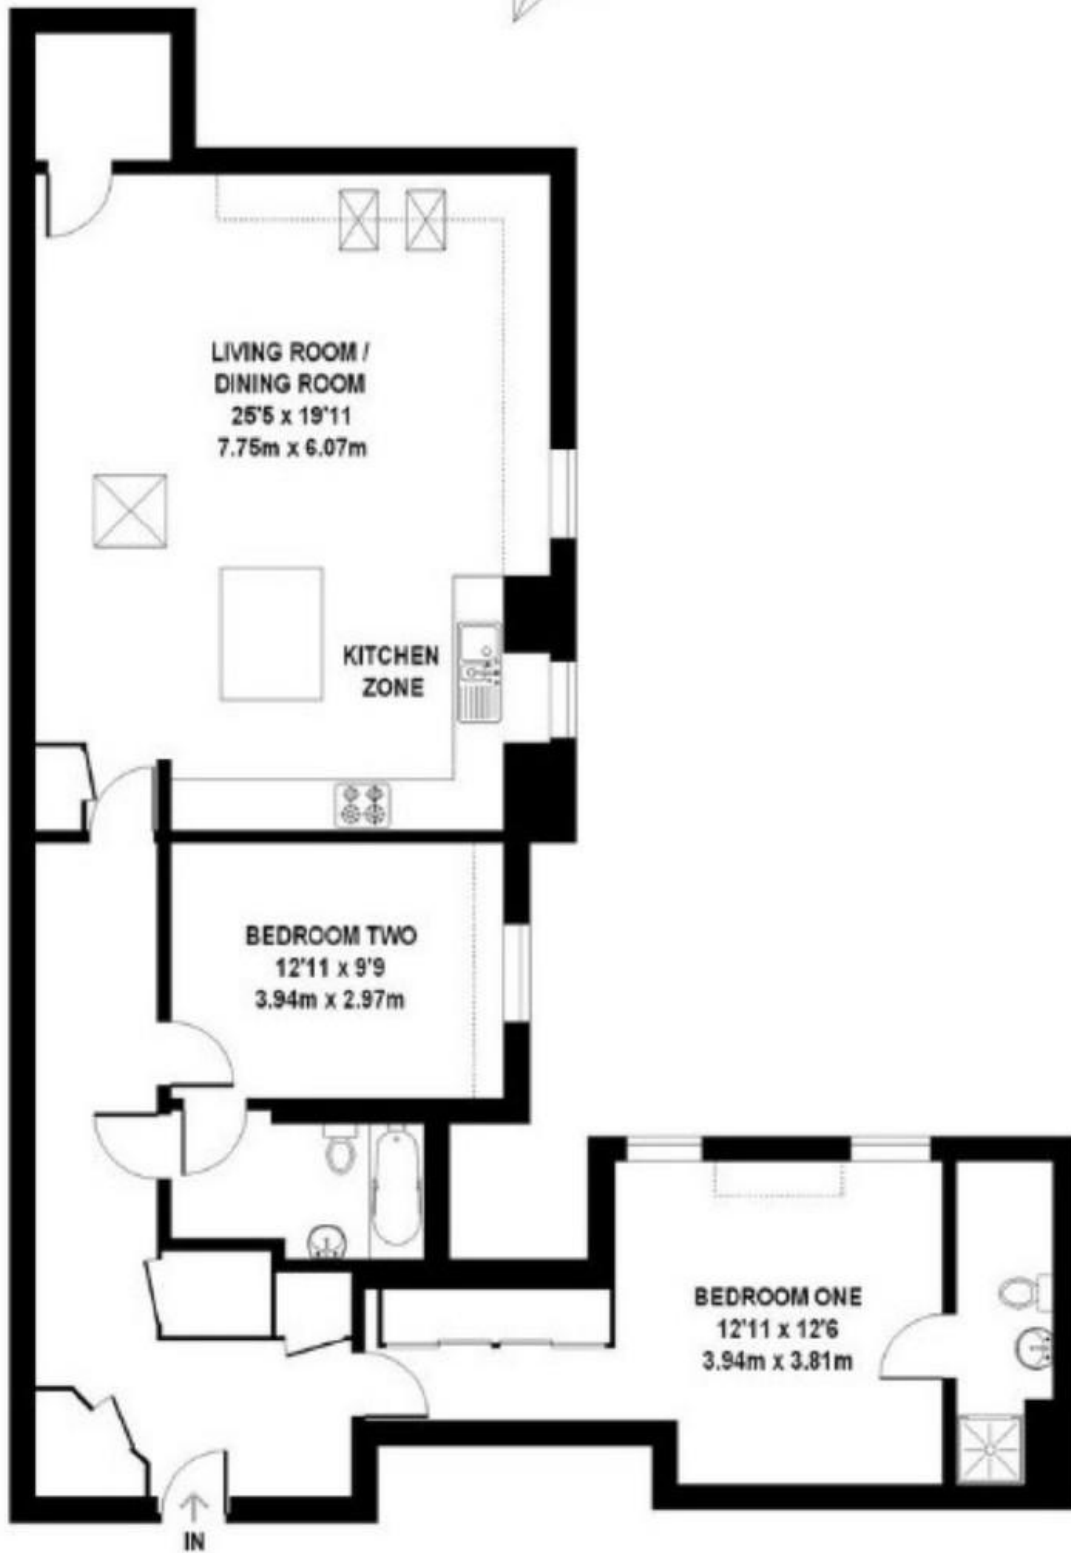 LIVING ROOM /
DINING ROOM
25'5 x 19'11
7.75m x 6.07m
KITCHEN
ZONE
BEDROOM TWO
12'11 x 9'9
3.94m x 2.97m
BEDROOM ONE
12'11 x 12'6
3.94m x 3.81m
IN